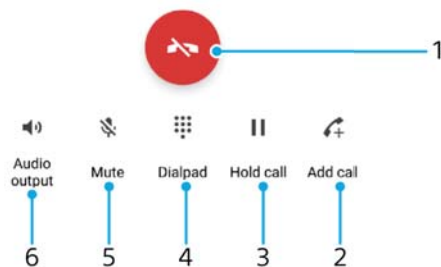 1
Audio
output
Mute
Dialpad
Hold call
Add call
6
5
4
3
2